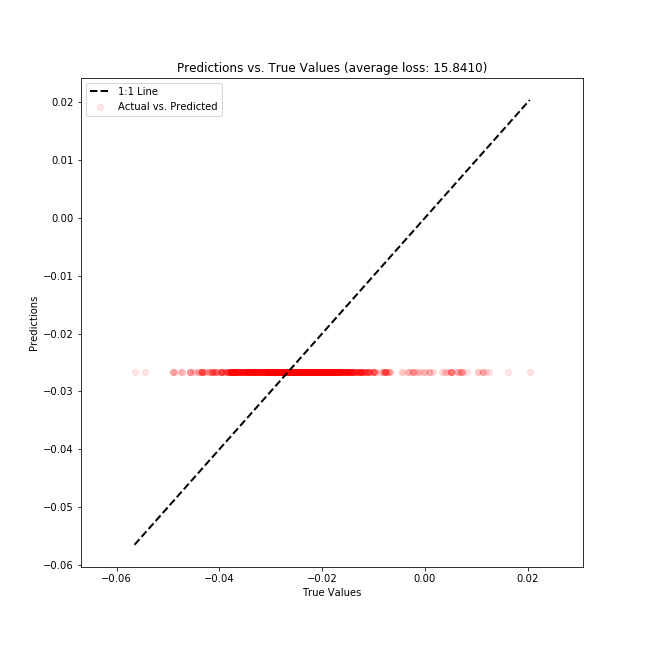 Predictions vs. True Values (average loss: 15.8410)
1:1 Line
Actual vs. Predicted
0.02
0.01
0.00
−0.01
−0.02
−0.03
−0.04
−0.05
−0.06
Predictions
−0.06 −0.04 −0.02 0.00 0.02
True Values